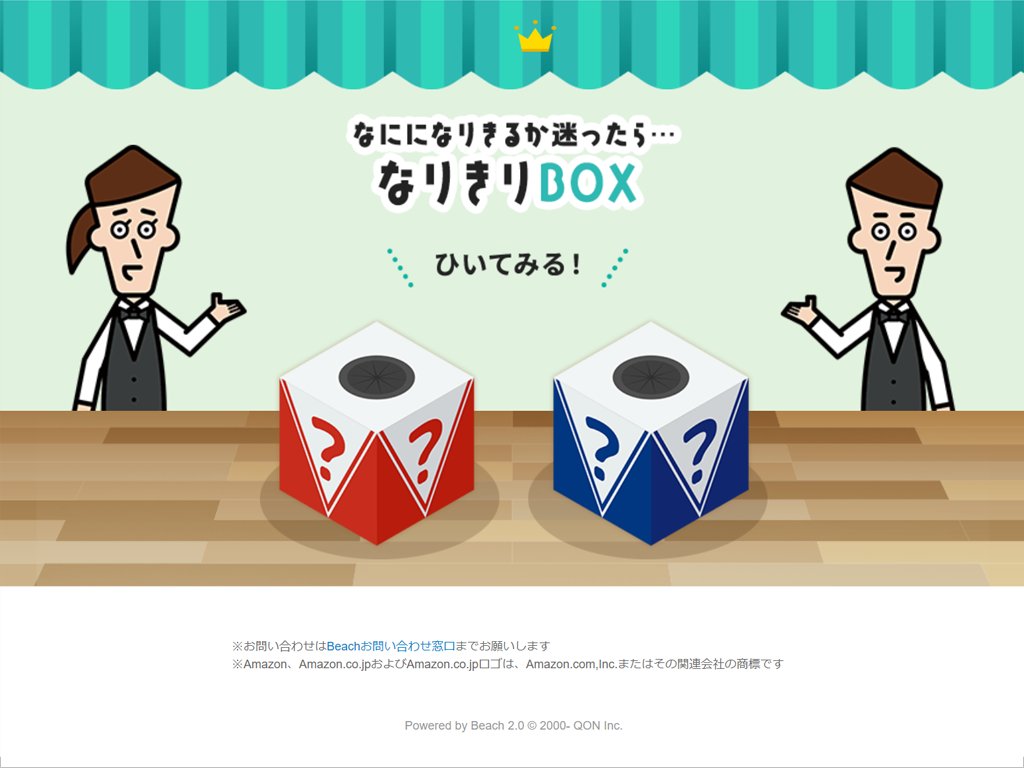 なにになりきるか迷ったら…
なりきりBOX
ひいてみる!
? ? ? ?
※お問い合わせはBeachお問い合わせ窓口までお願いします
※Amazon、Amazon.co.jpおよびAmazon.co.jpロゴは、Amazon.com,Inc.またはその関連会社の商標です
Powered by Beach 2.0 © 2000- QON Inc.